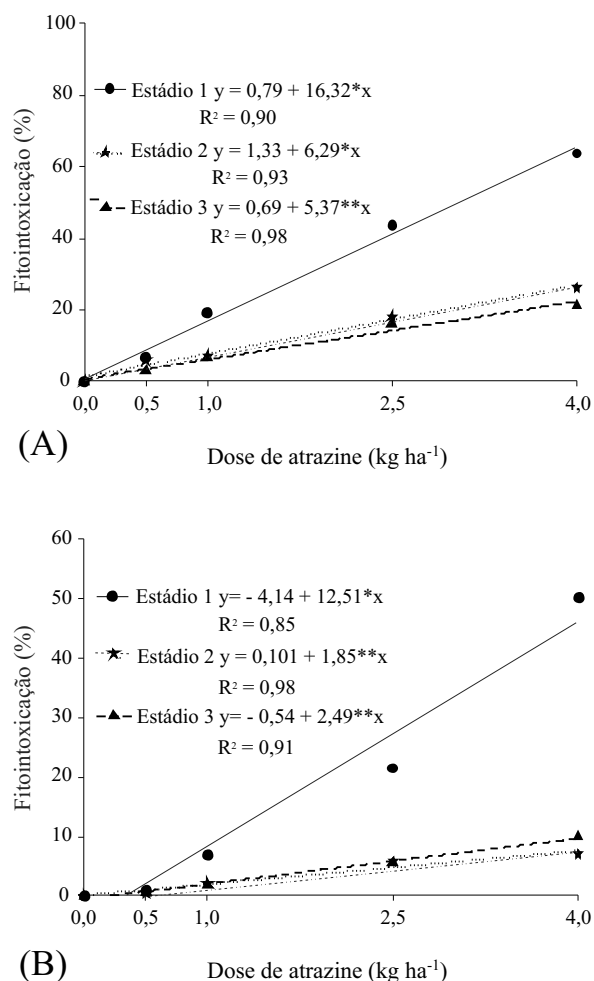 100
80
60
40
20
0
Fitointoxicação (%)
Estádio 1 y = 0,79 + 16,32*x
R² = 0,90
Estádio 2 y = 1,33 + 6,29*x
R² = 0,93
Estádio 3 y = 0,69 + 5,37**x
R² = 0,98
0,0 0,5 1,0 2,5 4,0
(A)
Dose de atrazine (kg ha⁻¹)
60
50
40
30
20
10
0
Fitointoxicação (%)
Estádio 1 y= - 4,14 + 12,51*x
R² = 0,85
Estádio 2 y = 0,101 + 1,85**x
R² = 0,98
Estádio 3 y= - 0,54 + 2,49**x
R² = 0,91
0,0 0,5 1,0 2,5 4,0
(B)
Dose de atrazine (kg ha⁻¹)